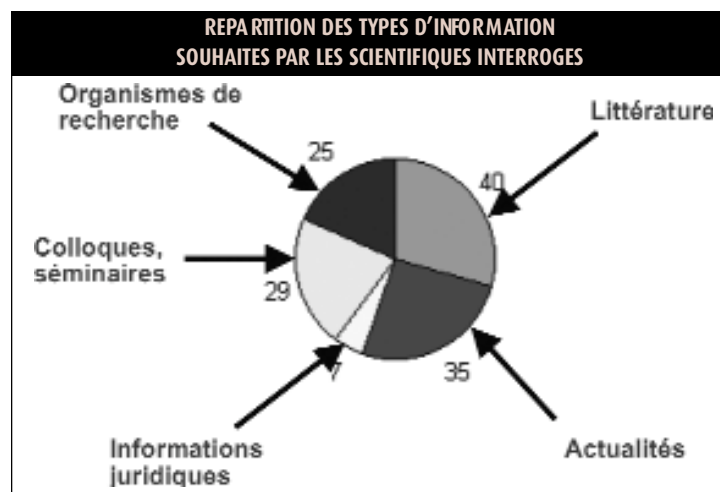 REPARTITION DES TYPES D'INFORMATION
SOUHAITES PAR LES SCIENTIFIQUES INTERROGES
Organismes de
recherche
Littérature
25
40
Colloques,
séminaires
29
7
35
Informations
juridiques
Actualités